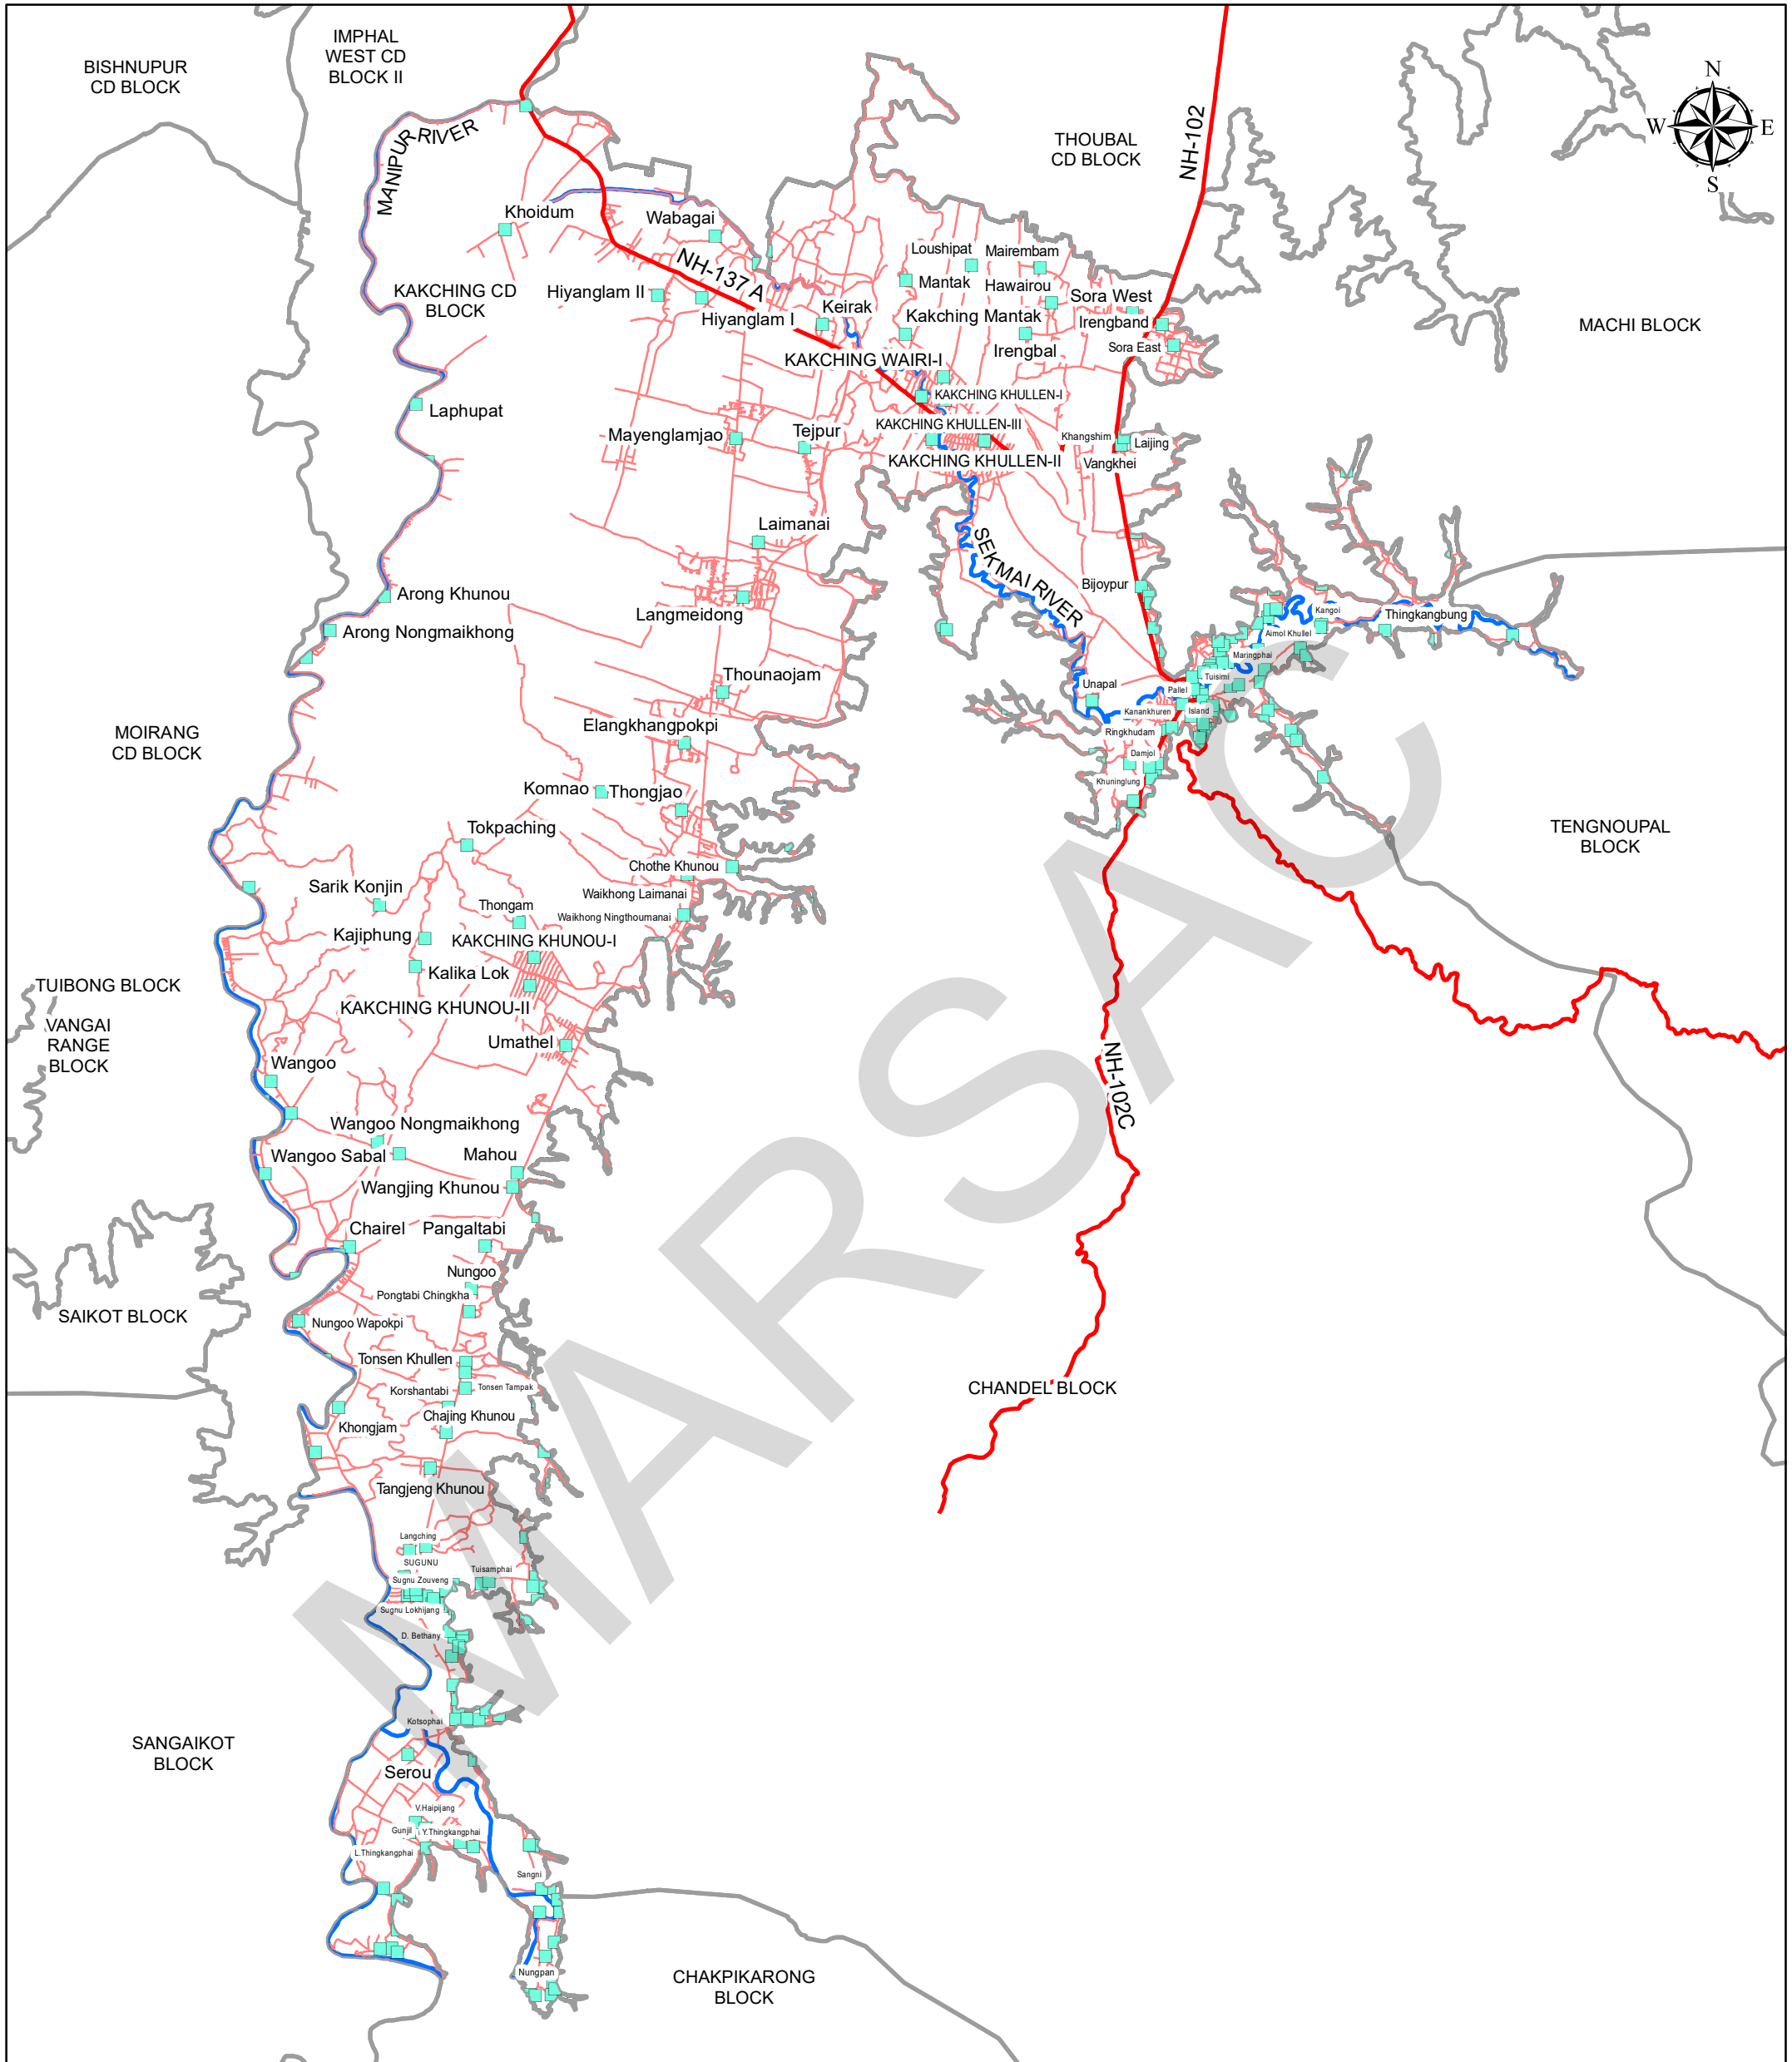 IMPHAL
WEST CD
BLOCK II
BISHNUPUR
CD BLOCK
N
W
E
S
MANIPUR RIVER
THOUBAL
CD BLOCK
NH-102
Khoidum
Wabagai
Loushipat
Mairembam
NH-137 A
KAKCHING CD
BLOCK
Hiyanglam II
Mantak
Hawairou
Sora West
Hiyanglam I
Keirak
Kakching Mantak
Irengband
MACHI BLOCK
Irengbal
Sora East
KAKCHING WAIRI-I
KAKCHING KHULLEN-I
Laphupat
KAKCHING KHULLEN-III
Mayenglamjao
Tejpur
Khangshim
Laijing
KAKCHING KHULLEN-II
Vangkhei
Laimanai
SEKMAI RIVER
Bijoypur
Arong Khunou
Langmeidong
Kangoi
Thingkangbung
Arong Nongmaikhong
Aimol Khullel
Maringphai
Thounaojam
Tuisimi
Unapal
Pallel
Kanankhuren
Island
Elangkhangpokpi
MOIRANG
CD BLOCK
Ringkhudam
Damjol
Khuninglung
Komnao
Thongjao
Tokpaching
TENGNOUPAL
BLOCK
Chothe Khunou
Sarik Konjin
Waikhong Laimanai
Thongam
Waikhong Ningthoumanai
Kajiphung
KAKCHING KHUNOU-I
Kalika Lok
TUIBONG BLOCK
KAKCHING KHUNOU-II
VANGAI
RANGE
BLOCK
Umathel
Wangoo
NH-102C
Wangoo Nongmaikhong
Wangoo Sabal
Mahou
Wangjing Khunou
Chairel
Pangaltabi
Nungoo
Pongtabi Chingkha
SAIKOT BLOCK
Nungoo Wapokpi
Tonsen Khullen
Korshantabi
Tonsen Tampak
CHANDEL BLOCK
Chajing Khunou
Khongjam
Tangjeng Khunou
Langching
SUGUNU
Tuisamphai
Sugnu Zouveng
Sugnu Lokhijang
D. Bethany
Kotsophai
SANGAIKOT
BLOCK
Serou
V.Haipijang
Gunjil
Y.Thingkangphai
L.Thingkangphai
Sangni
Nungpan
CHAKPIKARONG
BLOCK
MARSAC